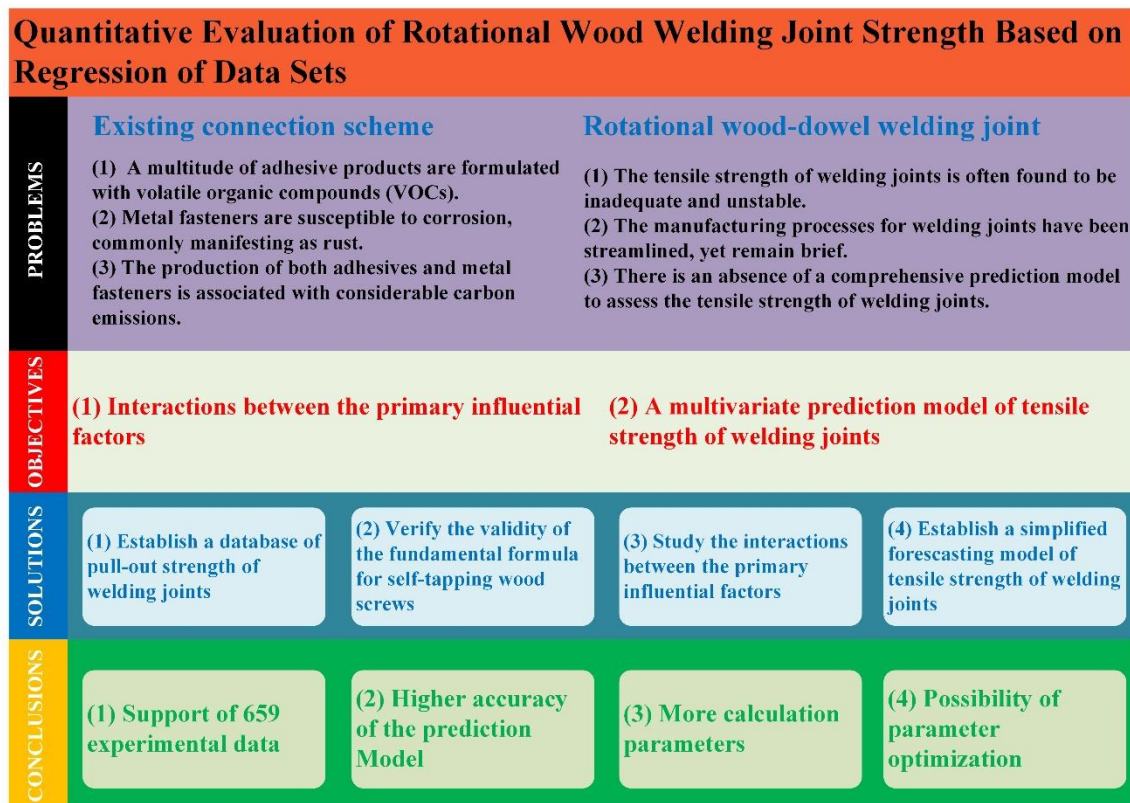 Quantitative Evaluation of Rotational Wood Welding Joint Strength Based on
Regression of Data Sets
PROBLEMS
Existing connection scheme
(1) A multitude of adhesive products are formulated
with volatile organic compounds (VOCs).
(2) Metal fasteners are susceptible to corrosion,
commonly manifesting as rust.
(3) The production of both adhesives and metal
fasteners is associated with considerable carbon
emissions.
Rotational wood-dowel welding joint
(1) The tensile strength of welding joints is often found to be
inadequate and unstable.
(2) The manufacturing processes for welding joints have been
streamlined, yet remain brief.
(3) There is an absence of a comprehensive prediction model
to assess the tensile strength of welding joints.
OBJECTIVES
(1) Interactions between the primary influential
factors
(2) A multivariate prediction model of tensile
strength of welding joints
SOLUTIONS
(1) Establish a database of
pull-out strength of
welding joints
(2) Verify the validity of
the fundamental formula
for self-tapping wood
screws
(3) Study the interactions
between the primary
influential factors
(4) Establish a simplified
forescasting model of
tensile strength of welding
joints
CONCLUSIONS
(1) Support of 659
experimental data
(2) Higher accuracy
of the prediction
Model
(3) More calculation
parameters
(4) Possibility of
parameter
optimization